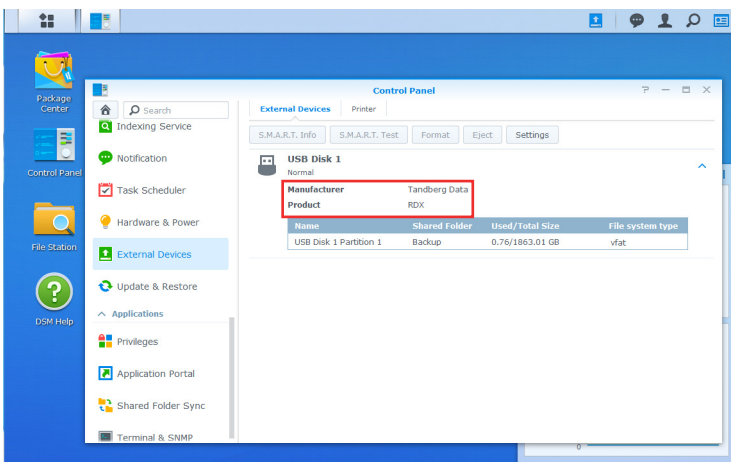 Package
Center
Control Panel
File Station
DSM Help
Control Panel
Search
Indexing Service
Notification
Task Scheduler
Hardware & Power
External Devices
Update & Restore
Applications
Privileges
Application Portal
Shared Folder Sync
Terminal & SNMP
External Devices Printer
S.M.A.R.T. Info S.M.A.R.T. Test Format Eject Settings
USB Disk 1
Normal
Manufacturer Tandberg Data
Product RDX
Name Shared Folder Used/Total Size File system type
USB Disk 1 Partition 1 Backup 0.76/1863.01 GB vfat
0